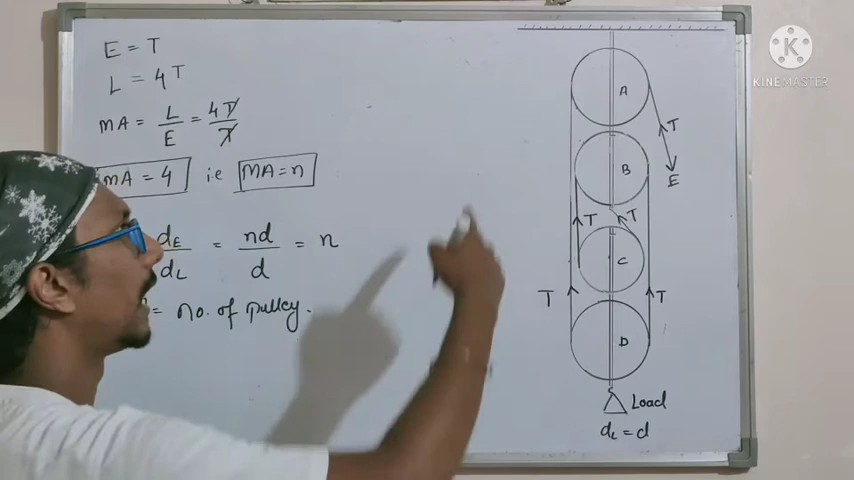 E = T
L = 4T
MA = L/E = 4T/T
MA = 4 ie MA = n
dE/dL = nd/d = n
= no. of pulley.
A
T
B
E
T T
C
T T
D
Load
dL = d
K
KINEMASTER